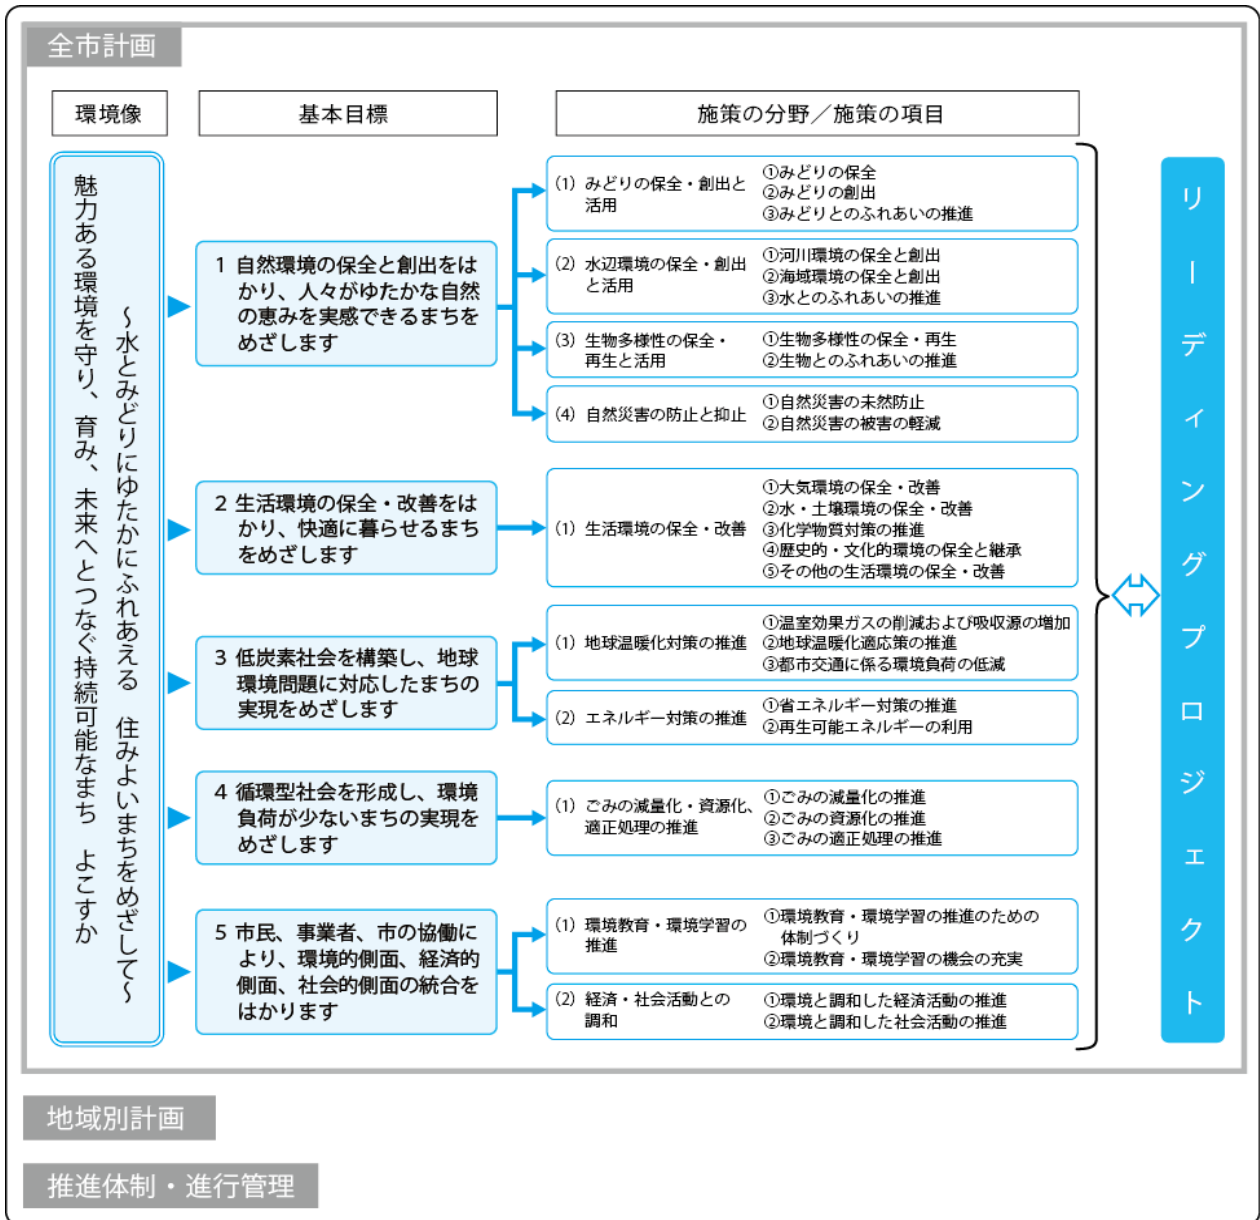 全市計画
環境像
基本目標
施策の分野／施策の項目
魅力ある環境を守り、育み、未来へとつなぐ持続可能なまち　よこすか
～水とみどりにゆたかにふれあえる　住みよいまちをめざして～
1 自然環境の保全と創出をは
かり、人々がゆたかな自然
の恵みを実感できるまちを
めざします
(1) みどりの保全・創出と
活用
①みどりの保全
②みどりの創出
③みどりとのふれあいの推進
(2) 水辺環境の保全・創出
と活用
①河川環境の保全と創出
②海域環境の保全と創出
③水とのふれあいの推進
(3) 生物多様性の保全・
再生と活用
①生物多様性の保全・再生
②生物とのふれあいの推進
(4) 自然災害の防止と抑止
①自然災害の未然防止
②自然災害の被害の軽減
2 生活環境の保全・改善をは
かり、快適に暮らせるまち
をめざします
(1) 生活環境の保全・改善
①大気環境の保全・改善
②水・土壌環境の保全・改善
③化学物質対策の推進
④歴史的・文化的環境の保全と継承
⑤その他の生活環境の保全・改善
3 低炭素社会を構築し、地球
環境問題に対応したまちの
実現をめざします
(1) 地球温暖化対策の推進
①温室効果ガスの削減および吸収源の増加
②地球温暖化適応策の推進
③都市交通に係る環境負荷の低減
(2) エネルギー対策の推進
①省エネルギー対策の推進
②再生可能エネルギーの利用
4 循環型社会を形成し、環境
負荷が少ないまちの実現を
めざします
(1) ごみの減量化・資源化、
適正処理の推進
①ごみの減量化の推進
②ごみの資源化の推進
③ごみの適正処理の推進
5 市民、事業者、市の協働に
より、環境的側面、経済的
側面、社会的側面の統合を
はかります
(1) 環境教育・環境学習の
推進
①環境教育・環境学習の推進のための
体制づくり
②環境教育・環境学習の機会の充実
(2) 経済・社会活動との
調和
①環境と調和した経済活動の推進
②環境と調和した社会活動の推進
リーディングプロジェクト
地域別計画
推進体制・進行管理